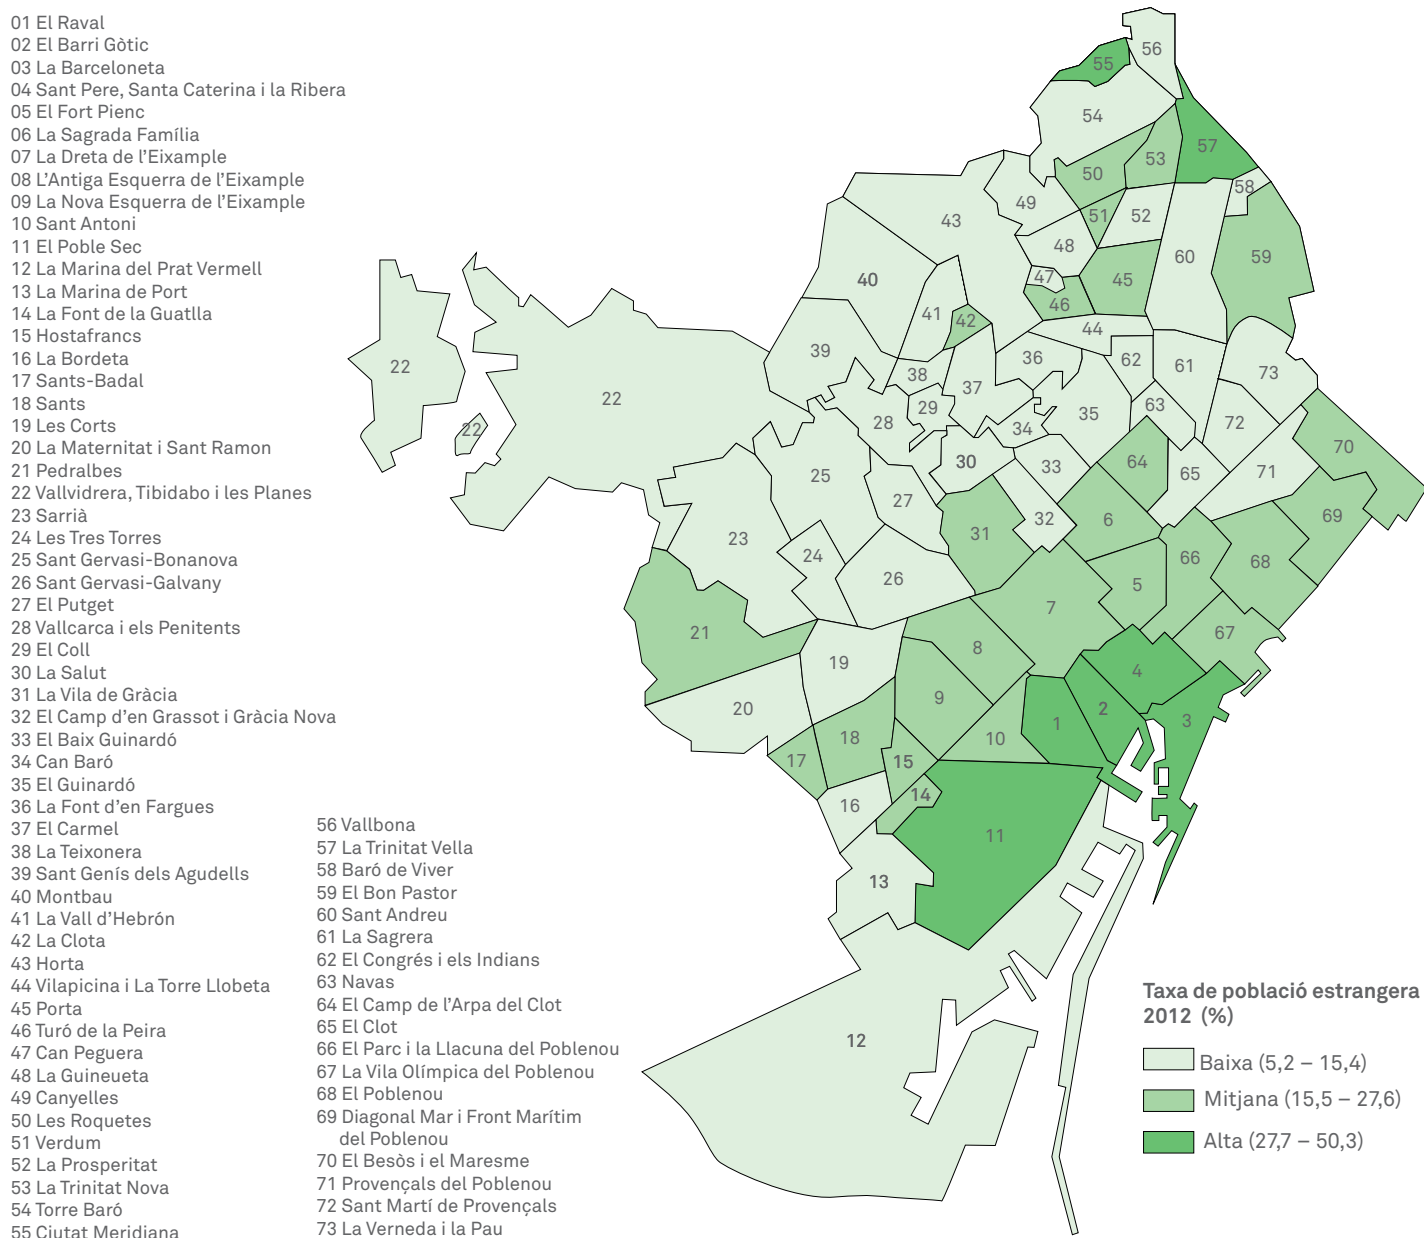 01 El Raval
02 El Barri Gòtic
03 La Barceloneta
04 Sant Pere, Santa Caterina i la Ribera
05 El Fort Pienc
06 La Sagrada Família
07 La Dreta de l’Eixample
08 L’Antiga Esquerra de l’Eixample
09 La Nova Esquerra de l’Eixample
10 Sant Antoni
11 El Poble Sec
12 La Marina del Prat Vermell
13 La Marina de Port
14 La Font de la Guatlla
15 Hostafrancs
16 La Bordeta
17 Sants-Badal
18 Sants
19 Les Corts
20 La Maternitat i Sant Ramon
21 Pedralbes
22 Vallvidrera, Tibidabo i les Planes
23 Sarrià
24 Les Tres Torres
25 Sant Gervasi-Bonanova
26 Sant Gervasi-Galvany
27 El Putget
28 Vallcarca i els Penitents
29 El Coll
30 La Salut
31 La Vila de Gràcia
32 El Camp d’en Grassot i Gràcia Nova
33 El Baix Guinardó
34 Can Baró
35 El Guinardó
36 La Font d’en Fargues
37 El Carmel
38 La Teixonera
39 Sant Genís dels Agudells
40 Montbau
41 La Vall d’Hebrón
42 La Clota
43 Horta
44 Vilapicina i La Torre Llobeta
45 Porta
46 Turó de la Peira
47 Can Peguera
48 La Guineueta
49 Canyelles
50 Les Roquetes
51 Verdum
52 La Prosperitat
53 La Trinitat Nova
54 Torre Baró
55 Ciutat Meridiana
56 Vallbona
57 La Trinitat Vella
58 Baró de Viver
59 El Bon Pastor
60 Sant Andreu
61 La Sagrera
62 El Congrés i els Indians
63 Navas
64 El Camp de l’Arpa del Clot
65 El Clot
66 El Parc i la Llacuna del Poblenou
67 La Vila Olímpica del Poblenou
68 El Poblenou
69 Diagonal Mar i Front Marítim
del Poblenou
70 El Besòs i el Maresme
71 Provençals del Poblenou
72 Sant Martí de Provençals
73 La Verneda i la Pau
56
55
54
57
53
50
58
49
51
52
43
48
60
59
47
45
40
46
41
42
44
39
36
62
61
73
22
38
37
22
29
63
35
28
72
22
34
70
30
64
33
65
71
25
27
32
6
69
31
23
24
66
68
26
5
7
21
67
8
19
4
9
20
1
2
3
18
10
17
15
14
16
11
13
12
Taxa de població estrangera
2012 (%)
Baixa (5,2 – 15,4)
Mitjana (15,5 – 27,6)
Alta (27,7 – 50,3)